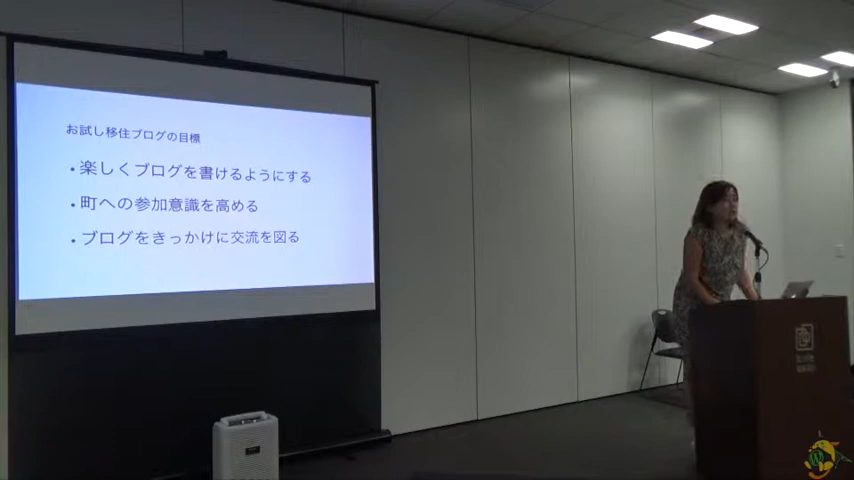 お試し移住ブログの目標
・楽しくブログを書けるようにする
・町への参加意識を高める
・ブログをきっかけに交流を図る